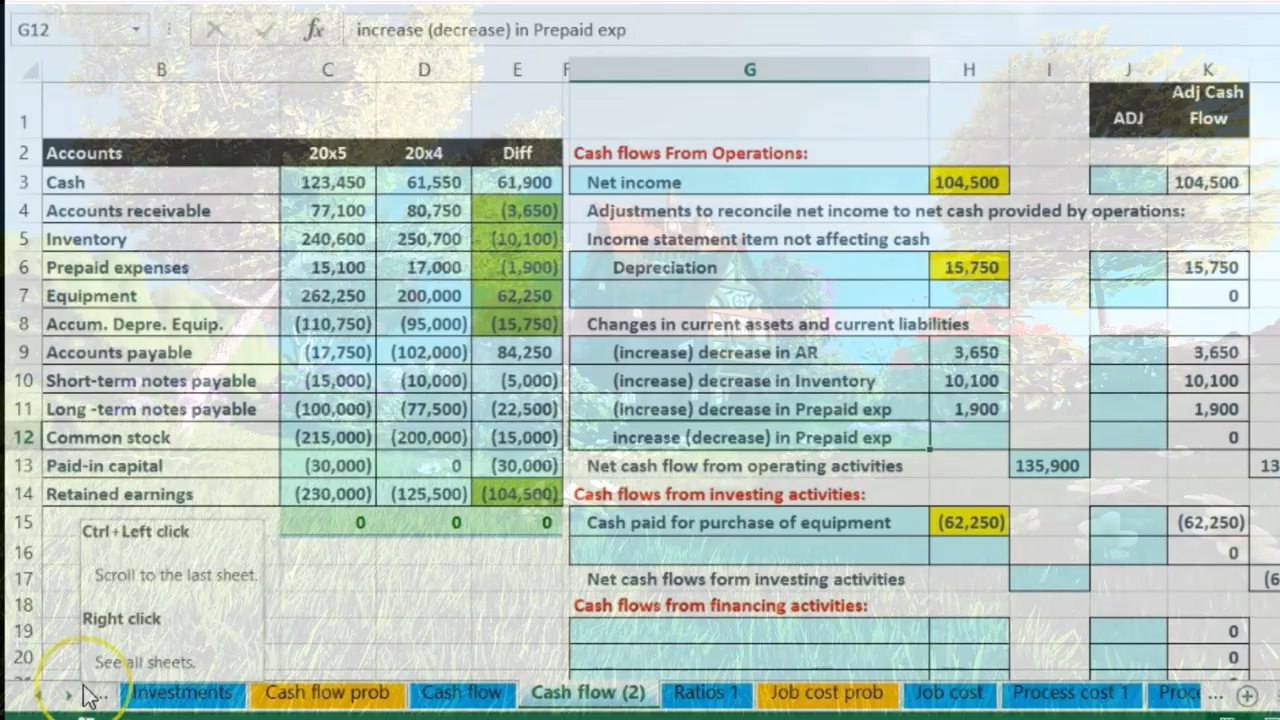 G12 fx increase (decrease) in Prepaid exp
B C D E F G H I J K
Adj Cash
1 ADJ Flow
2 Accounts 20x5 20x4 Diff Cash flows From Operations:
3 Cash 123,450 61,550 61,900 Net income 104,500 104,500
4 Accounts receivable 77,100 80,750 (3,650) Adjustments to reconcile net income to net cash provided by operations:
5 Inventory 240,600 250,700 (10,100) Income statement item not affecting cash
6 Prepaid expenses 15,100 17,000 (1,900) Depreciation 15,750 15,750
7 Equipment 262,250 200,000 62,250 0
8 Accum. Depre. Equip. (110,750) (95,000) (15,750) Changes in current assets and current liabilities
9 Accounts payable (17,750) (102,000) 84,250 (increase) decrease in AR 3,650 3,650
10 Short-term notes payable (15,000) (10,000) (5,000) (increase) decrease in Inventory 10,100 10,100
11 Long -term notes payable (100,000) (77,500) (22,500) (increase) decrease in Prepaid exp 1,900 1,900
12 Common stock (215,000) (200,000) (15,000) increase (decrease) in Prepaid exp 0
13 Paid-in capital (30,000) 0 (30,000) Net cash flow from operating activities 135,900 13
14 Retained earnings (230,000) (125,500) (104,500) Cash flows from investing activities:
15 0 0 0 Cash paid for purchase of equipment (62,250) (62,250)
Ctrl+Left click
16 0
Scroll to the last sheet.
17 Net cash flows form investing activities (6
18 Cash flows from financing activities:
Right click
19 0
20 0
See all sheets.
... Investments Cash flow prob Cash flow Cash flow (2) Ratios 1 Job cost prob Job cost Process cost 1 Proce ...